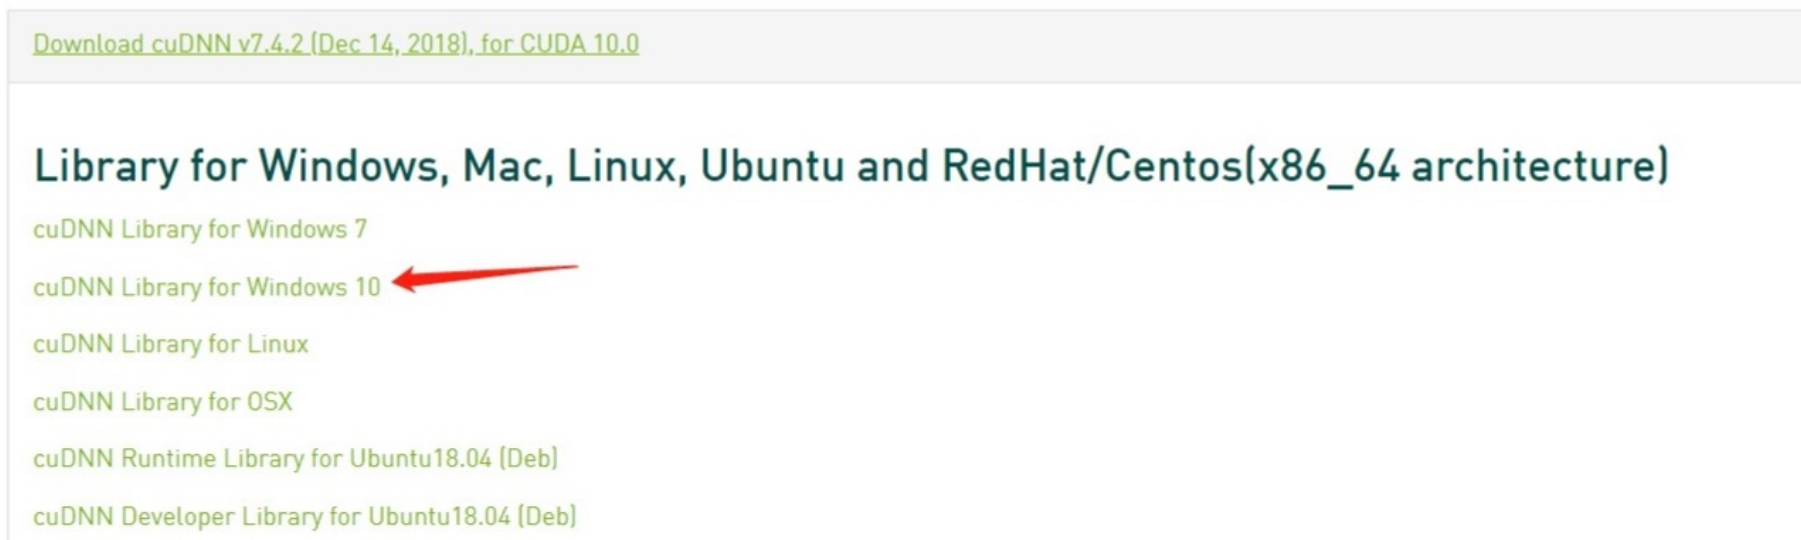 Download cuDNN v7.4.2 (Dec 14, 2018), for CUDA 10.0
Library for Windows, Mac, Linux, Ubuntu and RedHat/Centos(x86_64 architecture)
cuDNN Library for Windows 7
cuDNN Library for Windows 10
cuDNN Library for Linux
cuDNN Library for OSX
cuDNN Runtime Library for Ubuntu18.04 (Deb)
cuDNN Developer Library for Ubuntu18.04 (Deb)